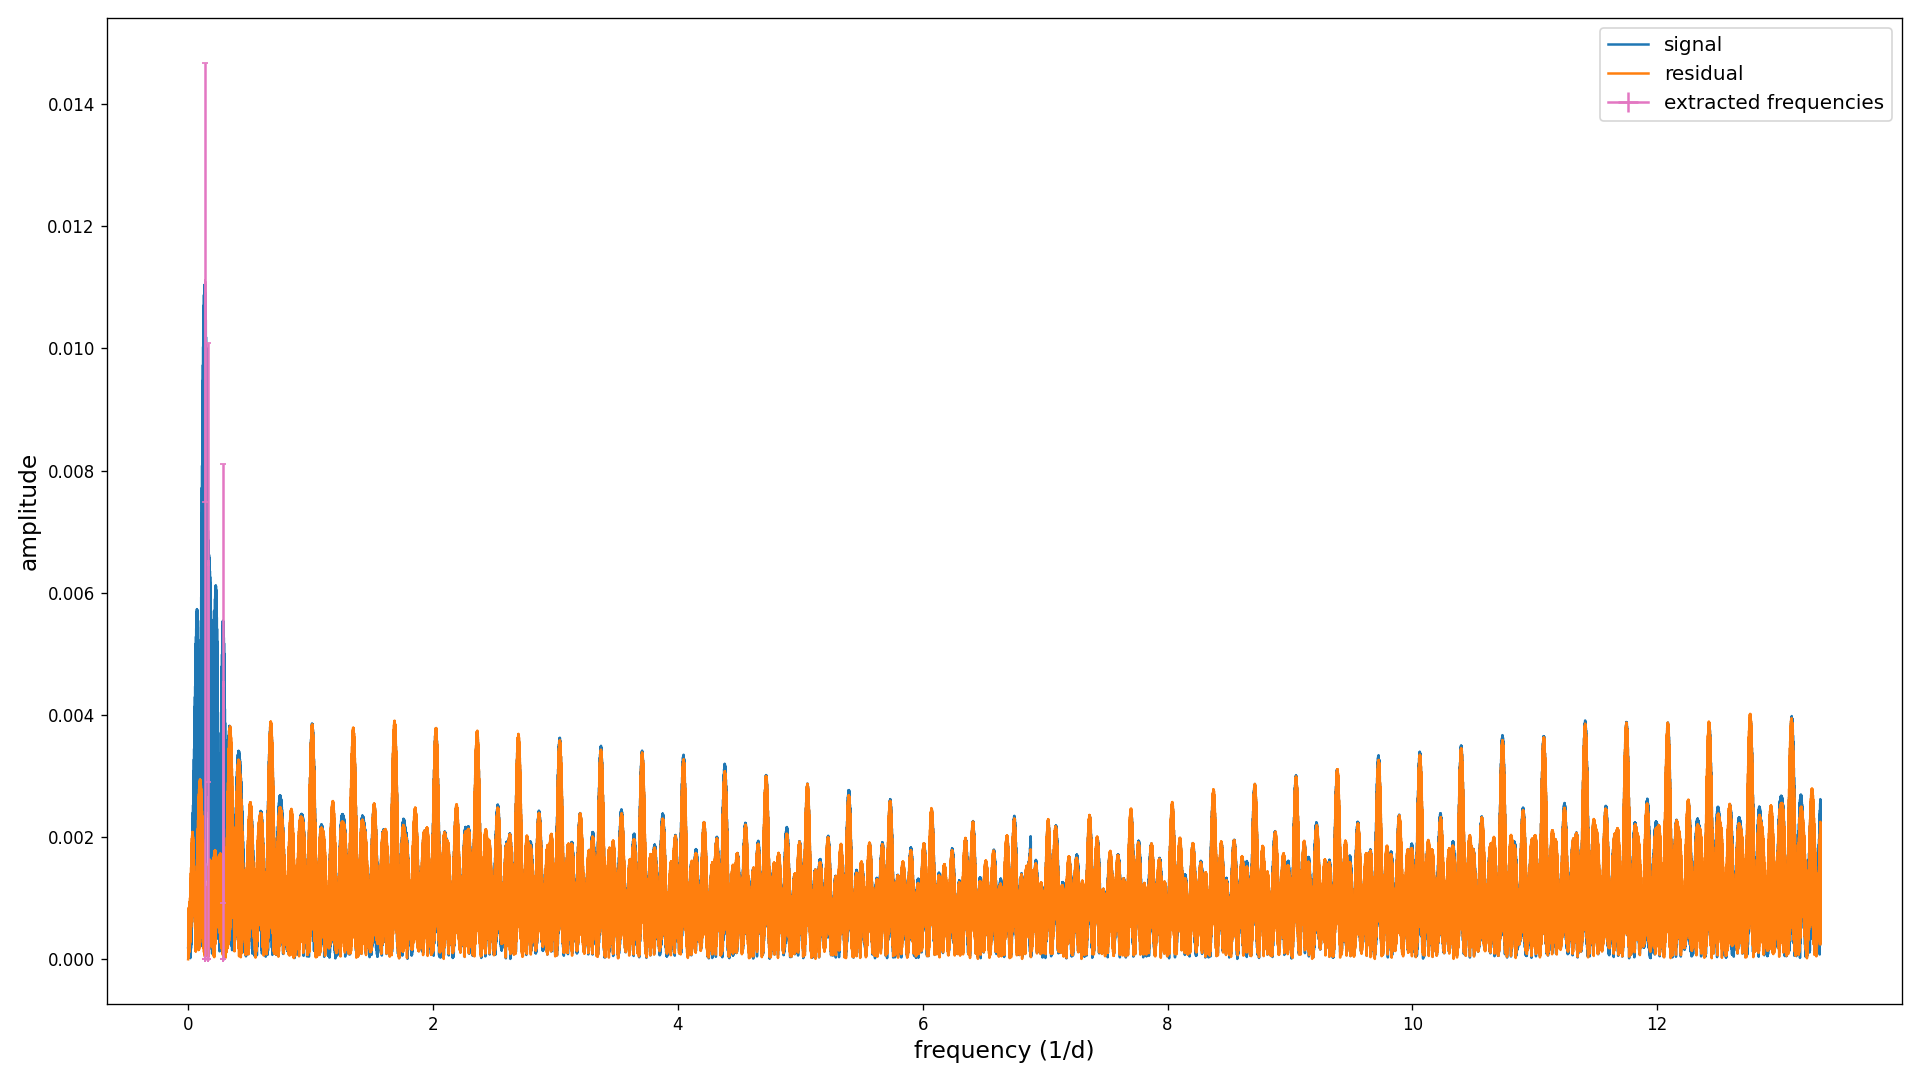 signal
residual
extracted frequencies
0.014
0.012
0.010
0.008
0.006
0.004
0.002
0.000
amplitude
0 2 4 6 8 10 12
frequency (1/d)